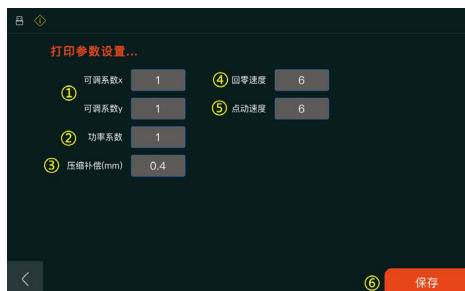 打印参数设置...
可调系数x 1 ④ 回零速度 6
①
可调系数y 1 ⑤ 点动速度 6
② 功率系数 1
③ 压缩补偿(mm) 0.4
⑥ 保存